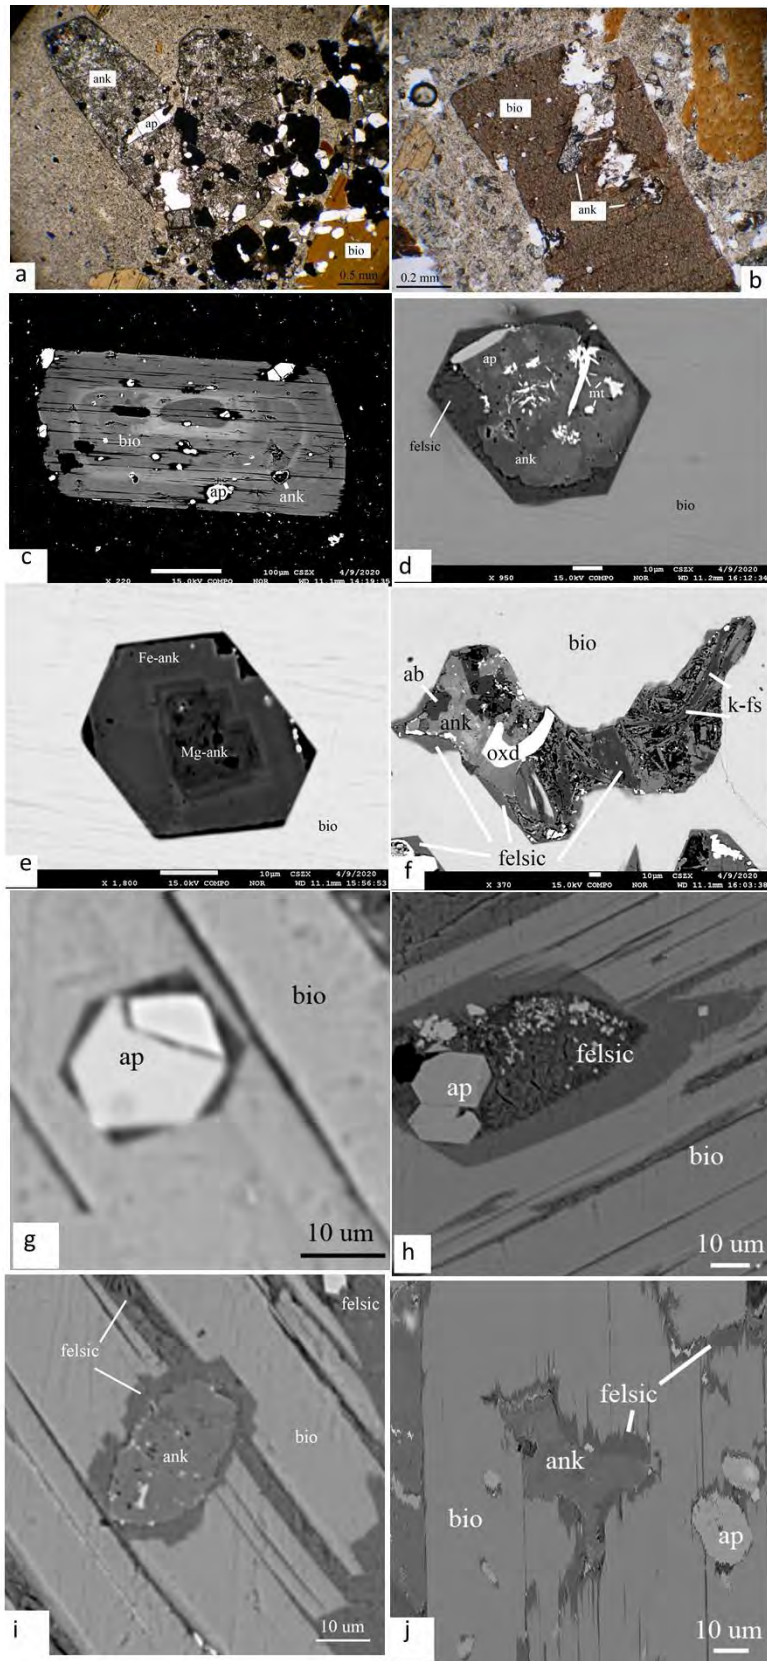 ank
ap
bio
a
0.5 mm
bio
ank
0.2 mm
b
bio
ap
ank
c
100μm CSZX 4/9/2020
X 220 15.0kV COMPO NOR WD 11.1mm 14:19:35
ap
mt
felsic
ank
bio
d
10μm CSZX 4/9/2020
X 950 15.0kV COMPO NOR WD 11.2mm 16:12:34
Fe-ank
Mg-ank
bio
e
10μm CSZX 4/9/2020
X 1,800 15.0kV COMPO NOR WD 11.1mm 15:56:53
bio
ab
k-fs
ank
oxd
felsic
f
10μm CSZX 4/9/2020
X 370 15.0kV COMPO NOR WD 11.1mm 16:03:38
bio
ap
g
10 um
felsic
ap
bio
h
10 um
felsic
felsic
bio
ank
i
10 um
felsic
ank
bio
ap
j
10 um